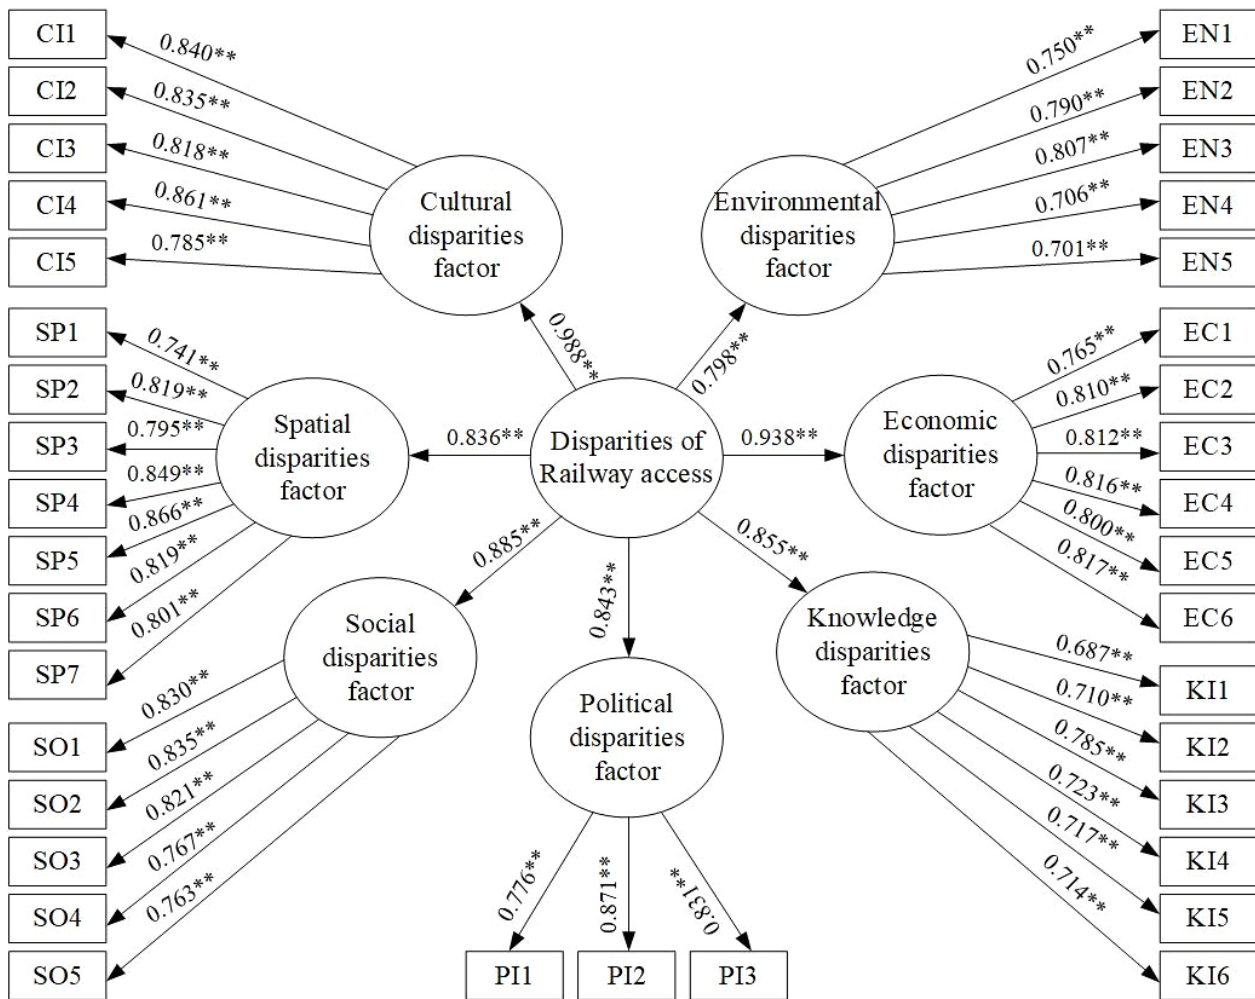 CI1
CI2
CI3
CI4
CI5
0.840**
0.835**
0.818**
0.861**
0.785**
Cultural
disparities
factor
0.988**
EN1
EN2
EN3
EN4
EN5
0.750**
0.790**
0.807**
0.706**
0.701**
Environmental
disparities
factor
0.798**
SP1
SP2
SP3
SP4
SP5
SP6
SP7
0.741**
0.819**
0.795**
0.849**
0.866**
0.819**
0.801**
Spatial
disparities
factor
0.836**
Disparities of
Railway access
0.938**
Economic
disparities
factor
0.765**
0.810**
0.812**
0.816**
0.800**
0.817**
EC1
EC2
EC3
EC4
EC5
EC6
0.885**
Social
disparities
factor
0.830**
0.835**
0.821**
0.767**
0.763**
SO1
SO2
SO3
SO4
SO5
0.843**
Political
disparities
factor
0.776**
0.871**
0.831**
PI1
PI2
PI3
0.855**
Knowledge
disparities
factor
0.687**
0.710**
0.785**
0.723**
0.717**
0.714**
KI1
KI2
KI3
KI4
KI5
KI6